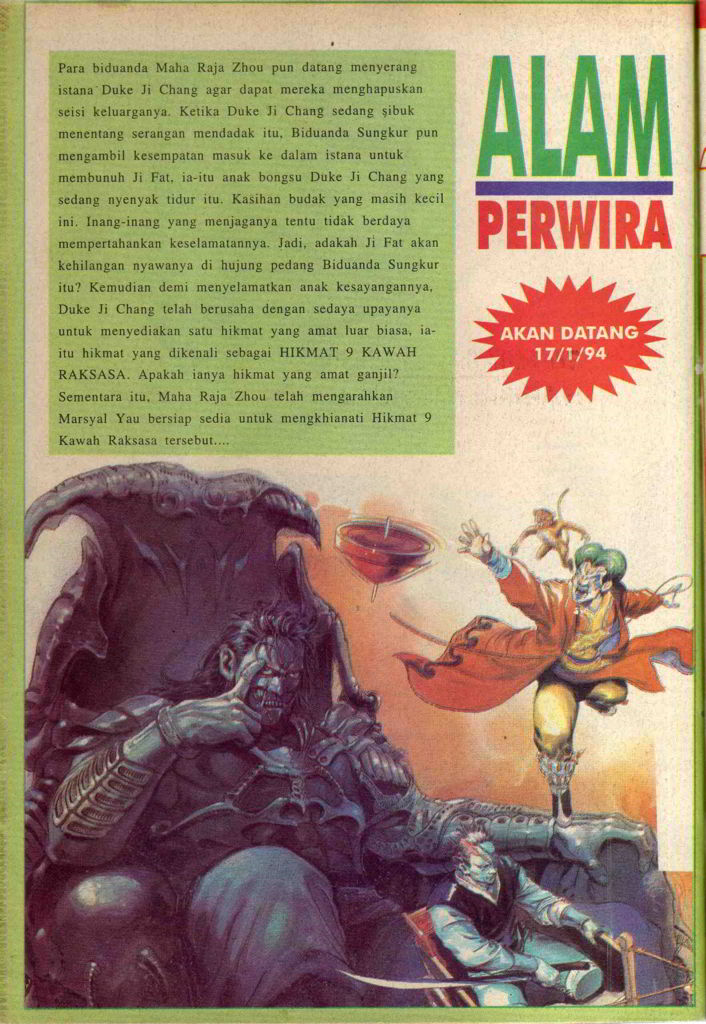 Para biduanda Maha Raja Zhou pun datang menyerang
istana Duke Ji Chang agar dapat mereka menghapuskan
seisi keluarganya. Ketika Duke Ji Chang sedang sibuk
menentang serangan mendadak itu, Biduanda Sungkur pun
mengambil kesempatan masuk ke dalam istana untuk
membunuh Ji Fat, ia-itu anak bongsu Duke Ji Chang yang
sedang nyenyak tidur itu. Kasihan budak yang masih kecil
ini. Inang-inang yang menjaganya tentu tidak berdaya
mempertahankan keselamatannya. Jadi, adakah Ji Fat akan
kehilangan nyawanya di hujung pedang Biduanda Sungkur
itu? Kemudian demi menyelamatkan anak kesayangannya,
Duke Ji Chang telah berusaha dengan sedaya upayanya
untuk menyediakan satu hikmat yang amat luar biasa, ia-
itu hikmat yang dikenali sebagai HIKMAT 9 KAWAH
RAKSASA. Apakah ianya hikmat yang amat ganjil?
Sementara itu, Maha Raja Zhou telah mengarahkan
Marsyal Yau bersiap sedia untuk mengkhianati Hikmat 9
Kawah Raksasa tersebut....
ALAM
PERWIRA
AKAN DATANG
17/1/94